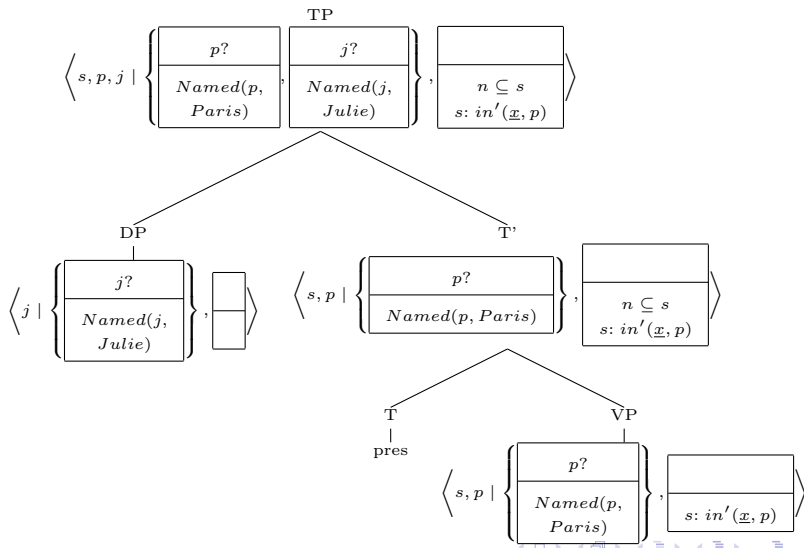 TP
⟨ s, p, j | { p? , j? } , ⟩
Named(p, Paris) Named(j, Julie) n ⊆ s
s: in′(x, p)
DP T’
⟨ j | { j? } , ⟩ ⟨ s, p | { p? } , ⟩
Named(j, Julie) Named(p, Paris) n ⊆ s
s: in′(x, p)
T VP
pres
⟨ s, p | { p? } , ⟩
Named(p, Paris) s: in′(x, p)